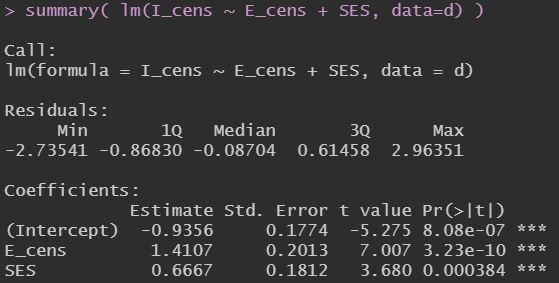 > summary( lm(I_cens ~ E_cens + SES, data=d) )
Call:
lm(formula = I_cens ~ E_cens + SES, data = d)
Residuals:
     Min       1Q   Median       3Q      Max
-2.73541 -0.86830 -0.08704  0.61458  2.96351
Coefficients:
            Estimate Std. Error t value Pr(>|t|)
(Intercept)  -0.9356     0.1774  -5.275 8.08e-07 ***
E_cens        1.4107     0.2013   7.007 3.23e-10 ***
SES           0.6667     0.1812   3.680 0.000384 ***